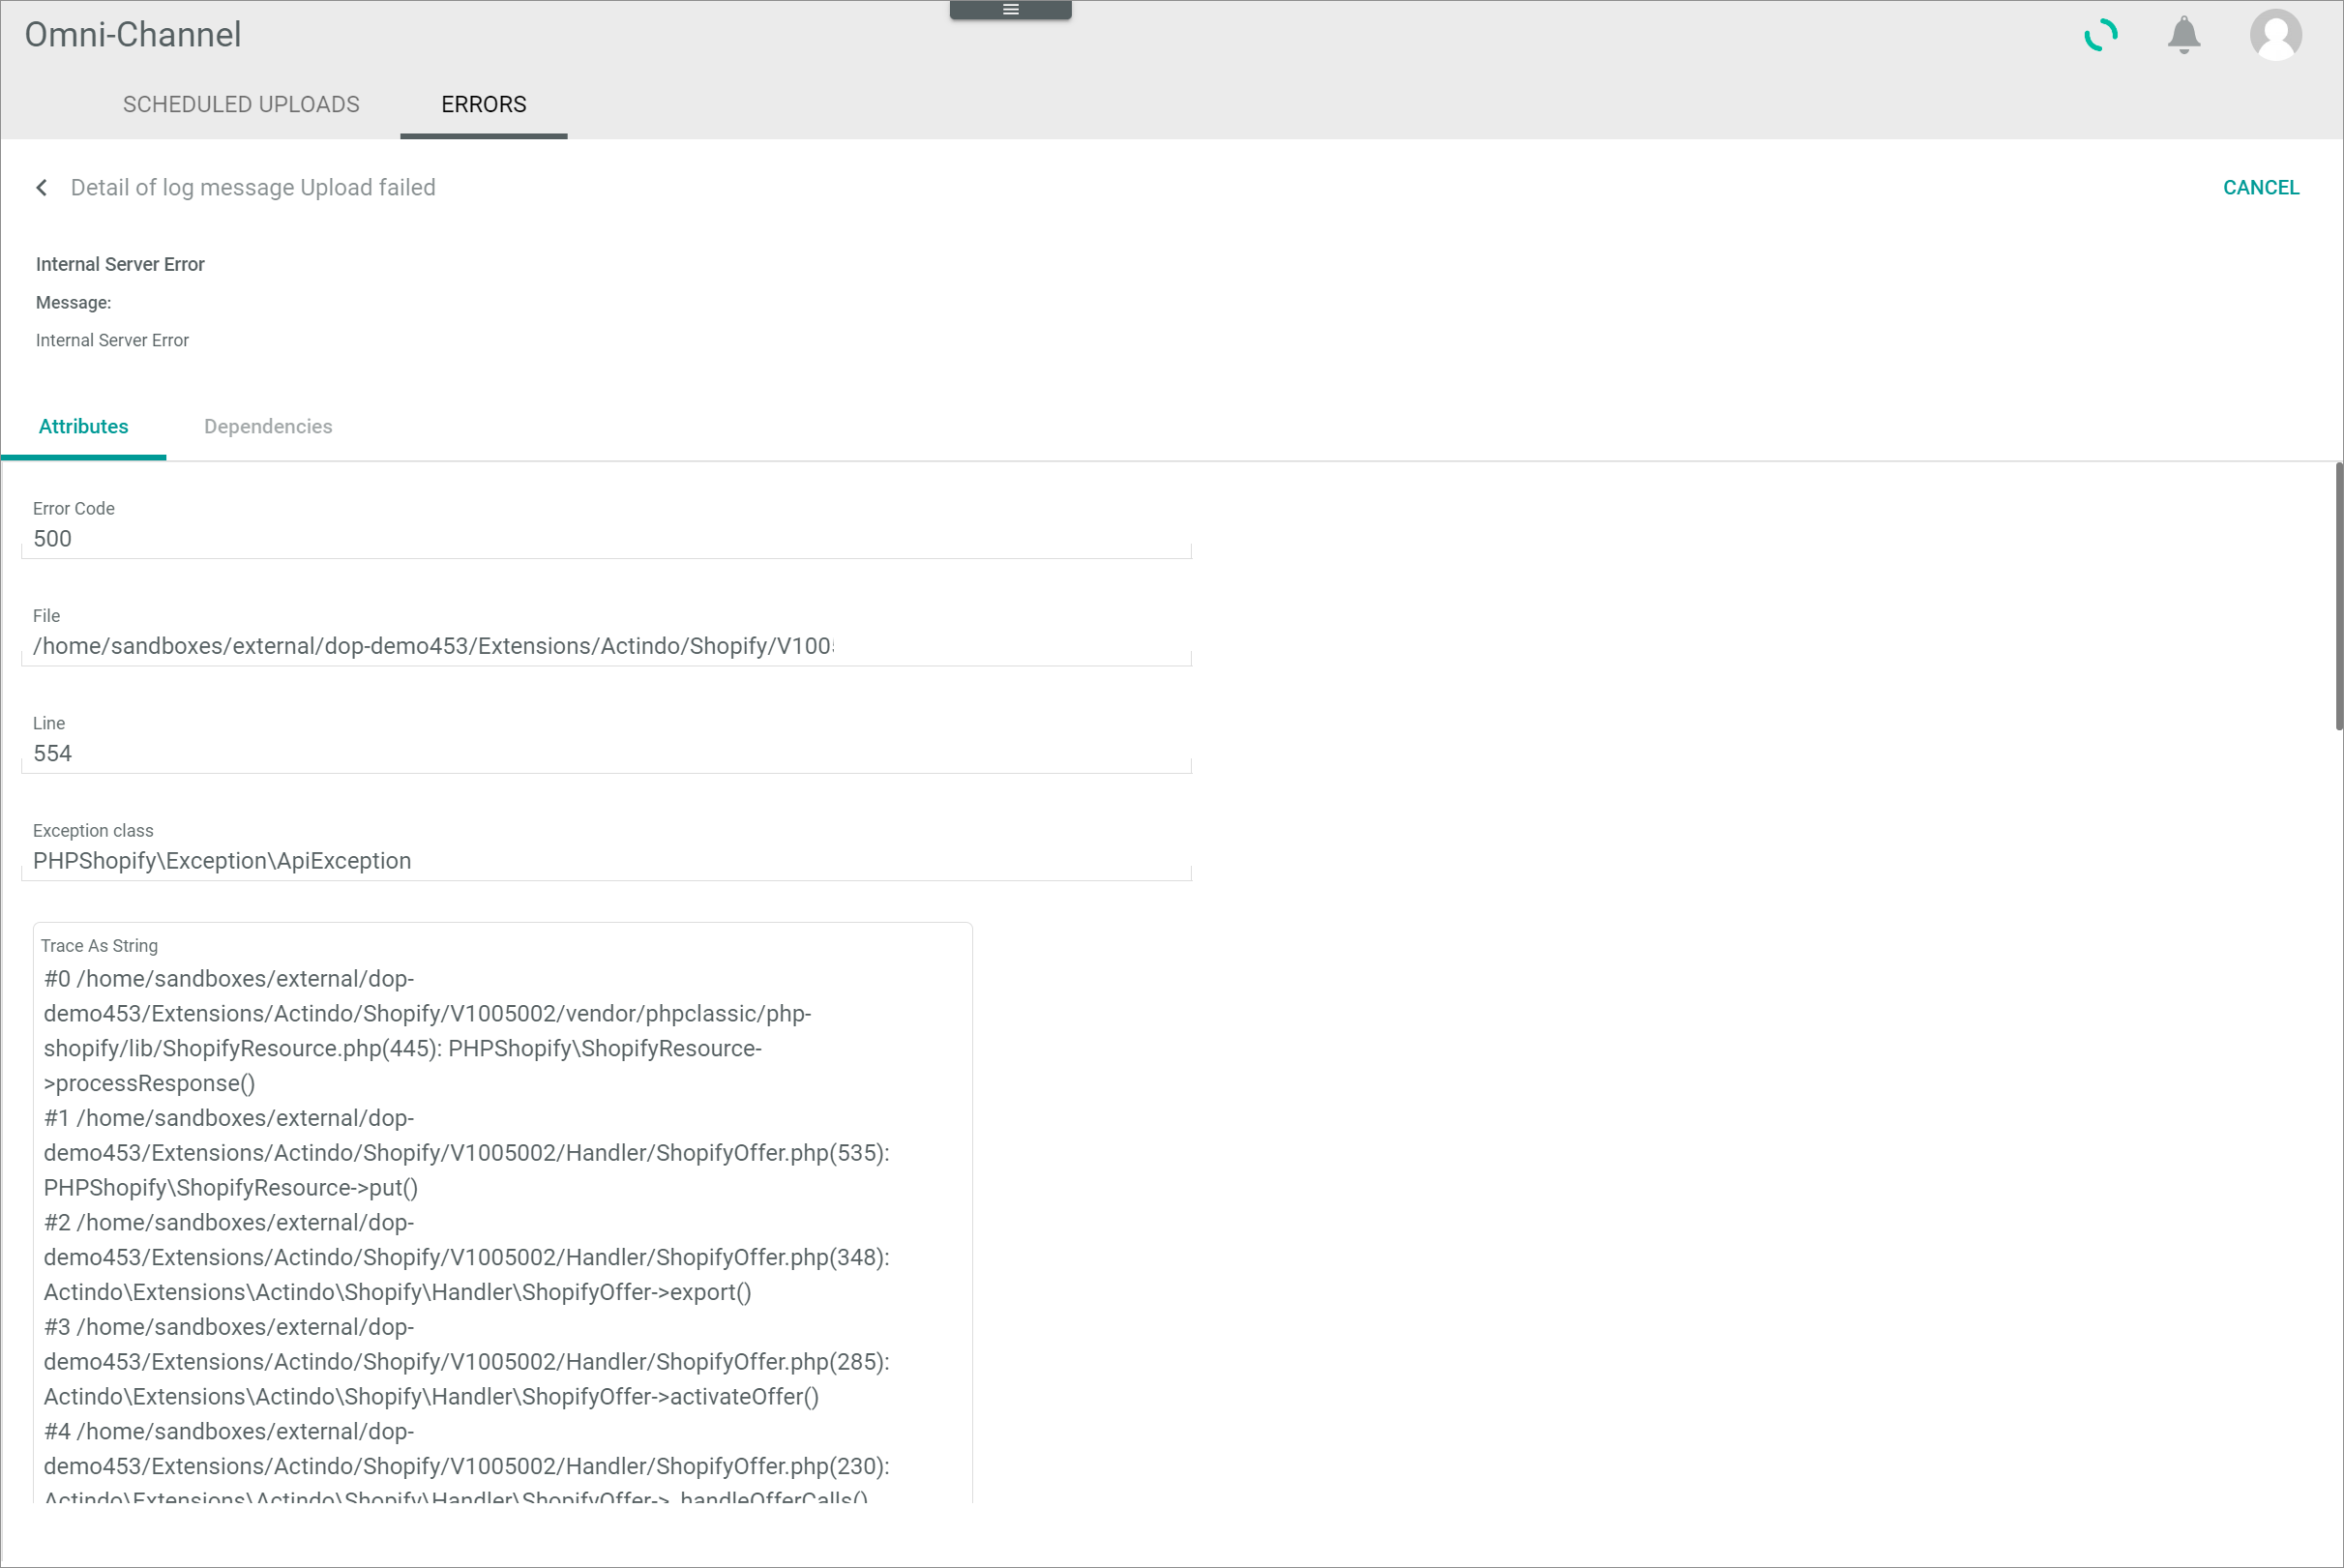 Omni-Channel
SCHEDULED UPLOADS
ERRORS
Detail of log message Upload failed
CANCEL
Internal Server Error
Message:
Internal Server Error
Attributes
Dependencies
Error Code
500
File
/home/sandboxes/external/dop-demo453/Extensions/Actindo/Shopify/V100
Line
554
Exception class
PHPShopify\Exception\ApiException
Trace As String
#0 /home/sandboxes/external/dop-
demo453/Extensions/Actindo/Shopify/V1005002/vendor/phpclassic/php-
shopify/lib/ShopifyResource.php(445): PHPShopify\ShopifyResource-
>processResponse()
#1 /home/sandboxes/external/dop-
demo453/Extensions/Actindo/Shopify/V1005002/Handler/ShopifyOffer.php(535):
PHPShopify\ShopifyResource->put()
#2 /home/sandboxes/external/dop-
demo453/Extensions/Actindo/Shopify/V1005002/Handler/ShopifyOffer.php(348):
Actindo\Extensions\Actindo\Shopify\Handler\ShopifyOffer->export()
#3 /home/sandboxes/external/dop-
demo453/Extensions/Actindo/Shopify/V1005002/Handler/ShopifyOffer.php(285):
Actindo\Extensions\Actindo\Shopify\Handler\ShopifyOffer->activateOffer()
#4 /home/sandboxes/external/dop-
demo453/Extensions/Actindo/Shopify/V1005002/Handler/ShopifyOffer.php(230):
Actindo\Extensions\Actindo\Shopify\Handler\ShopifyOffer->_handleOfferCalls()